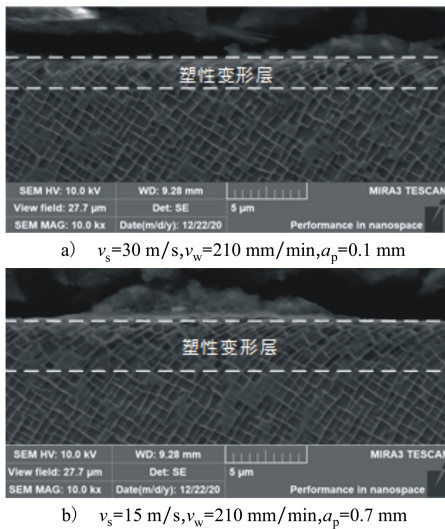 塑性变形层
SEM HV: 10.0 kV WD: 9.28 mm MIRA3 TESCAN
View field: 27.7 μm Det: SE 5 μm
SEM MAG: 10.0 kx Date(m/d/y): 12/22/20 Performance in nanospace
a) vs=30 m/s,vw=210 mm/min,ap=0.1 mm
塑性变形层
SEM HV: 10.0 kV WD: 9.28 mm MIRA3 TESCAN
View field: 27.7 μm Det: SE 5 μm
SEM MAG: 10.0 kx Date(m/d/y): 12/22/20 Performance in nanospace
b) vs=15 m/s,vw=210 mm/min,ap=0.7 mm